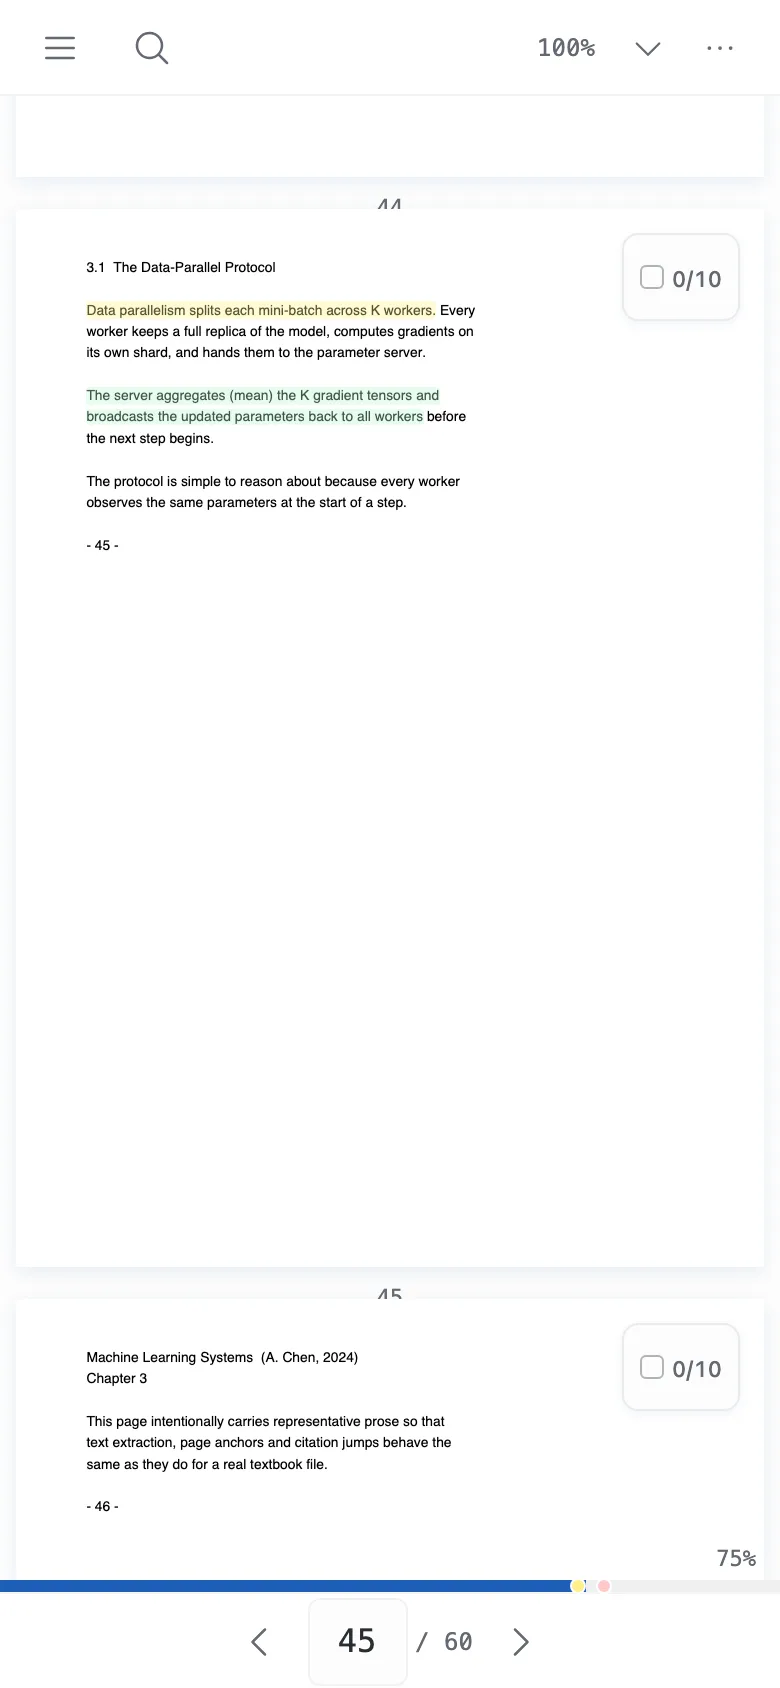 100%
44
3.1 The Data-Parallel Protocol
0/10
Data parallelism splits each mini-batch across K workers. Every
worker keeps a full replica of the model, computes gradients on
its own shard, and hands them to the parameter server.
The server aggregates (mean) the K gradient tensors and
broadcasts the updated parameters back to all workers before
the next step begins.
The protocol is simple to reason about because every worker
observes the same parameters at the start of a step.
- 45 -
45
Machine Learning Systems (A. Chen, 2024)
0/10
Chapter 3
This page intentionally carries representative prose so that
text extraction, page anchors and citation jumps behave the
same as they do for a real textbook file.
- 46 -
75%
45 / 60